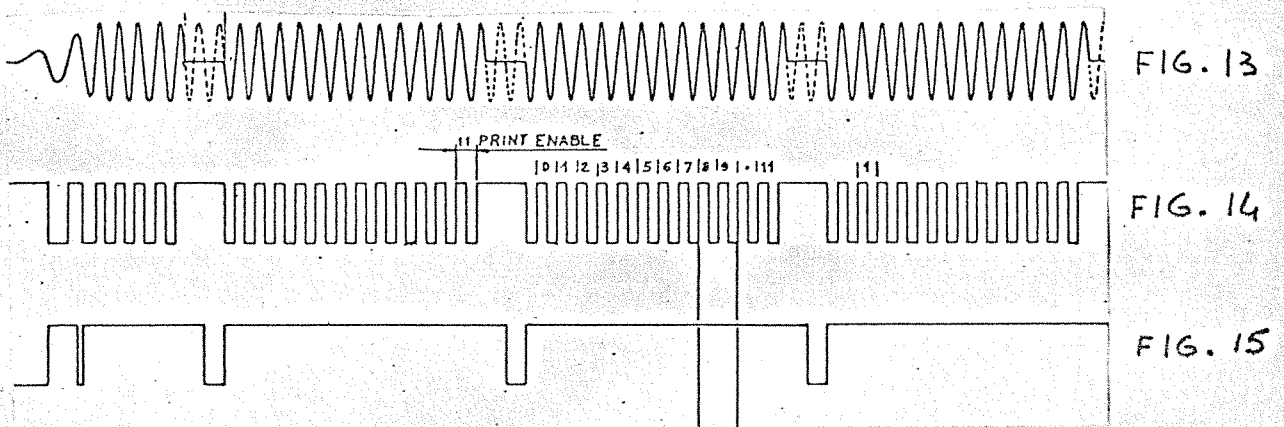 FIG. 13
11 PRINT ENABLE
|0|1|2|3|4|5|6|7|8|9|.|11
|1|
FIG. 14
FIG. 15